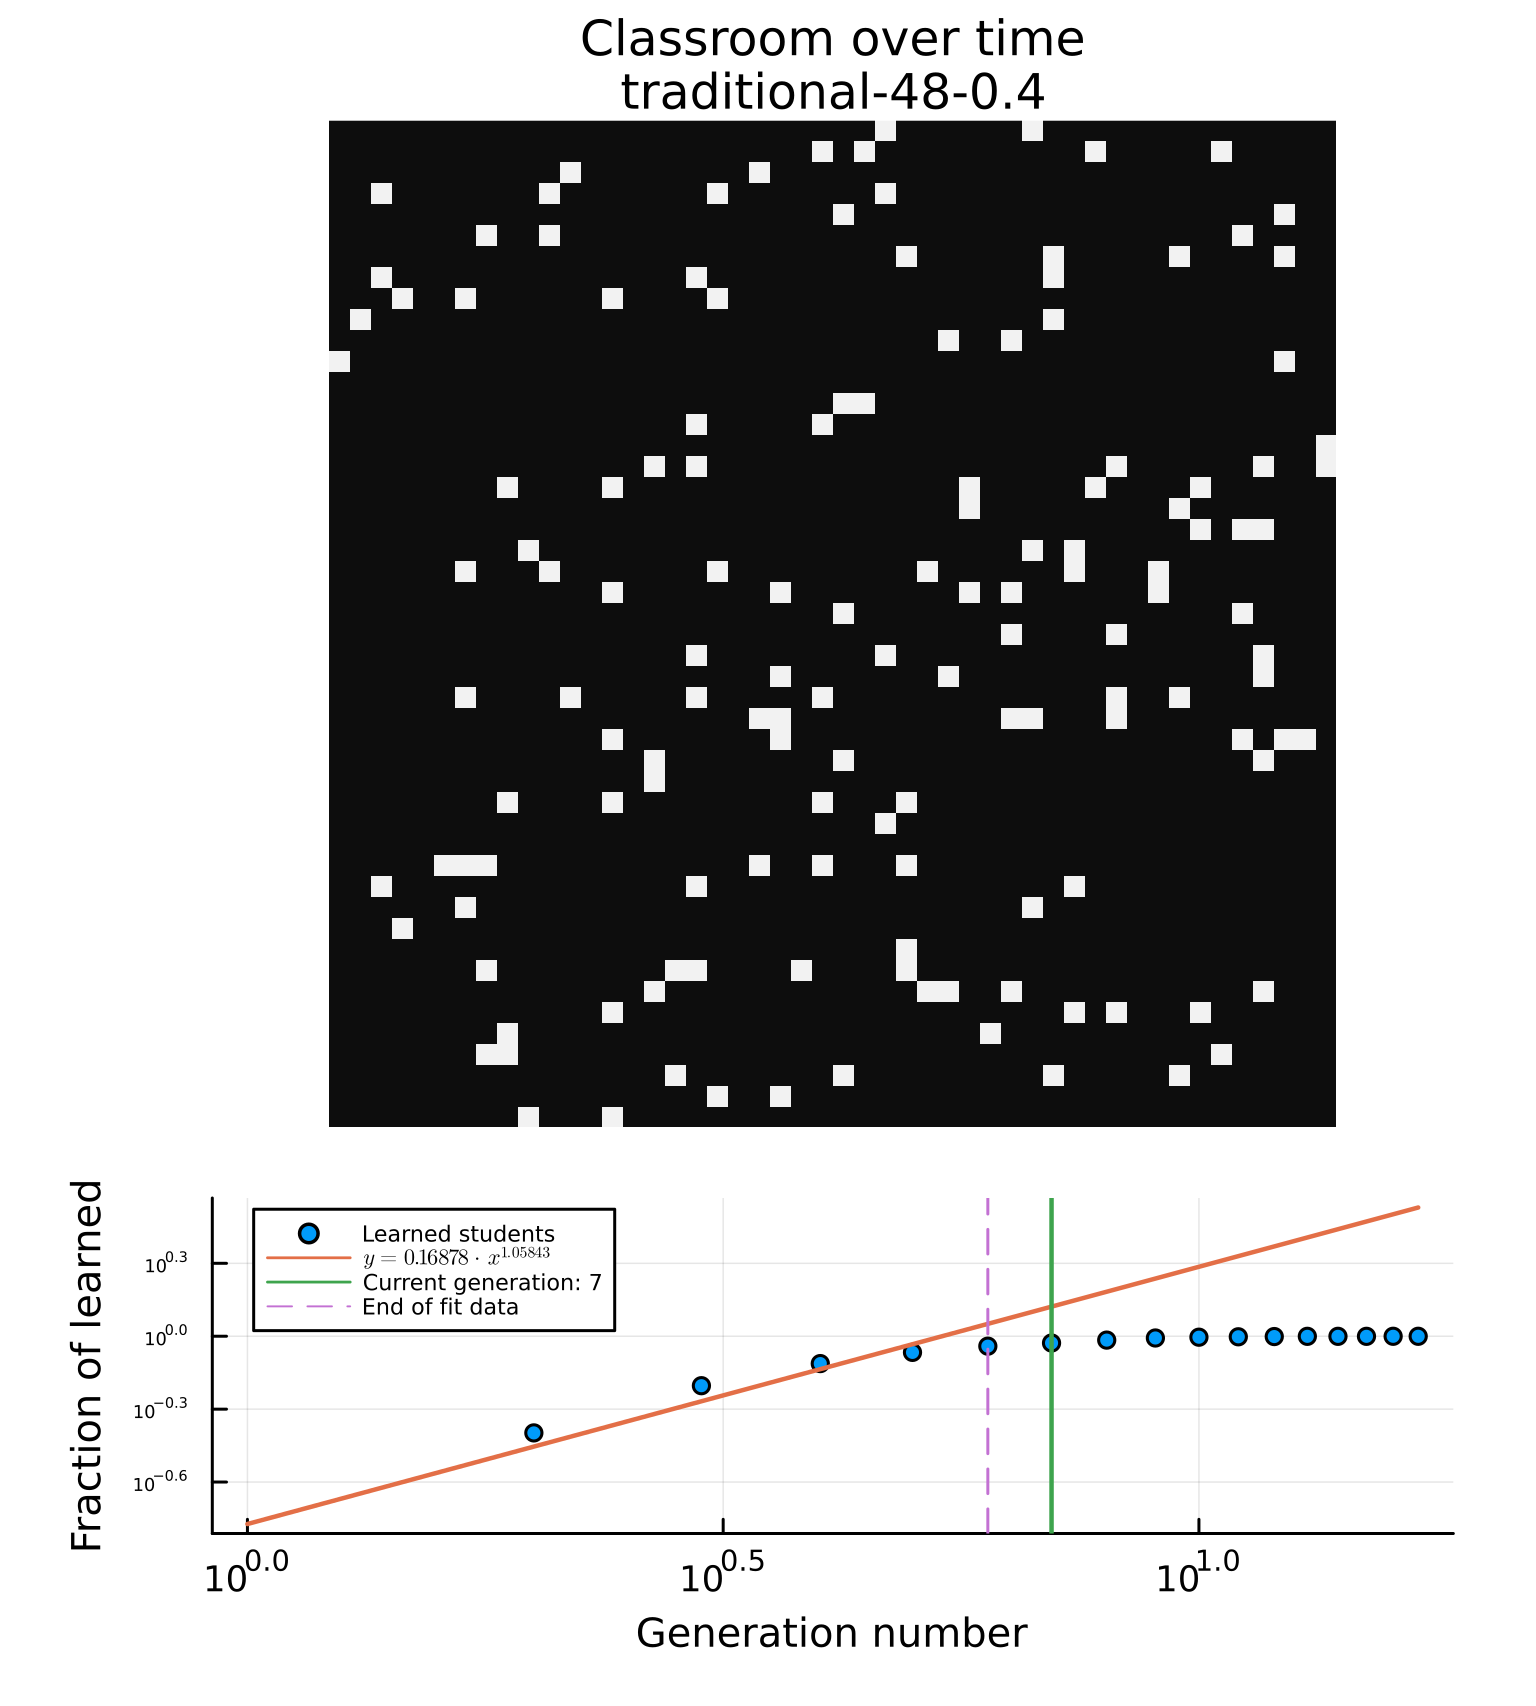 Classroom over time
traditional-48-0.4
Fraction of learned
10^0.3
10^0.0
10^−0.3
10^−0.6
Learned students
y = 0.16878 · x^1.05843
Current generation: 7
End of fit data
10^0.0
10^0.5
10^1.0
Generation number